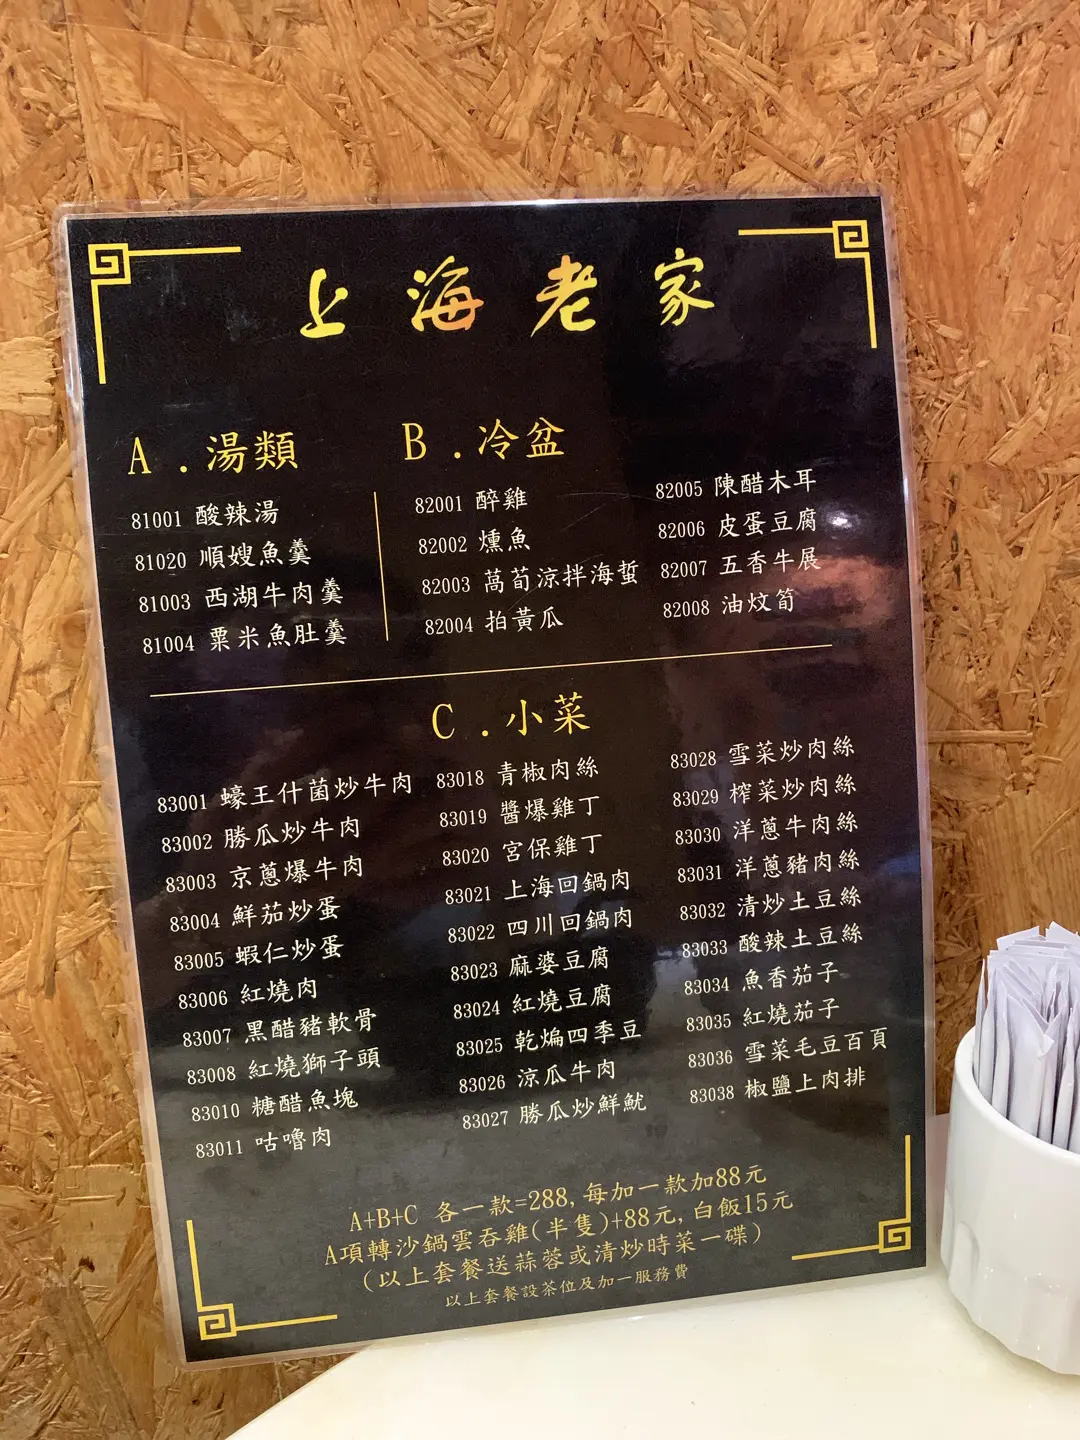 上海老家
A.湯類
81001 酸辣湯
81020 順嫂魚羹
81003 西湖牛肉羹
81004 粟米魚肚羹
B.冷盆
82001 醉雞
82002 燻魚
82003 萵荀涼拌海蜇
82004 拍黃瓜
82005 陳醋木耳
82006 皮蛋豆腐
82007 五香牛展
82008 油炆筍
C.小菜
83001 蠔王什菌炒牛肉
83002 勝瓜炒牛肉
83003 京蔥爆牛肉
83004 鮮茄炒蛋
83005 蝦仁炒蛋
83006 紅燒肉
83007 黑醋豬軟骨
83008 紅燒獅子頭
83010 糖醋魚塊
83011 咕嚕肉
83018 青椒肉絲
83019 醬爆雞丁
83020 宮保雞丁
83021 上海回鍋肉
83022 四川回鍋肉
83023 麻婆豆腐
83024 紅燒豆腐
83025 乾煸四季豆
83026 涼瓜牛肉
83027 勝瓜炒鮮魷
83028 雪菜炒肉絲
83029 榨菜炒肉絲
83030 洋蔥牛肉絲
83031 洋蔥豬肉絲
83032 清炒土豆絲
83033 酸辣土豆絲
83034 魚香茄子
83035 紅燒茄子
83036 雪菜毛豆百頁
83038 椒鹽上肉排
A+B+C 各一款=288,每加一款加88元
A項轉沙鍋雲吞雞(半隻)+88元,白飯15元
(以上套餐送蒜蓉或清炒時菜一碟)
以上套餐設茶位及加一服務費